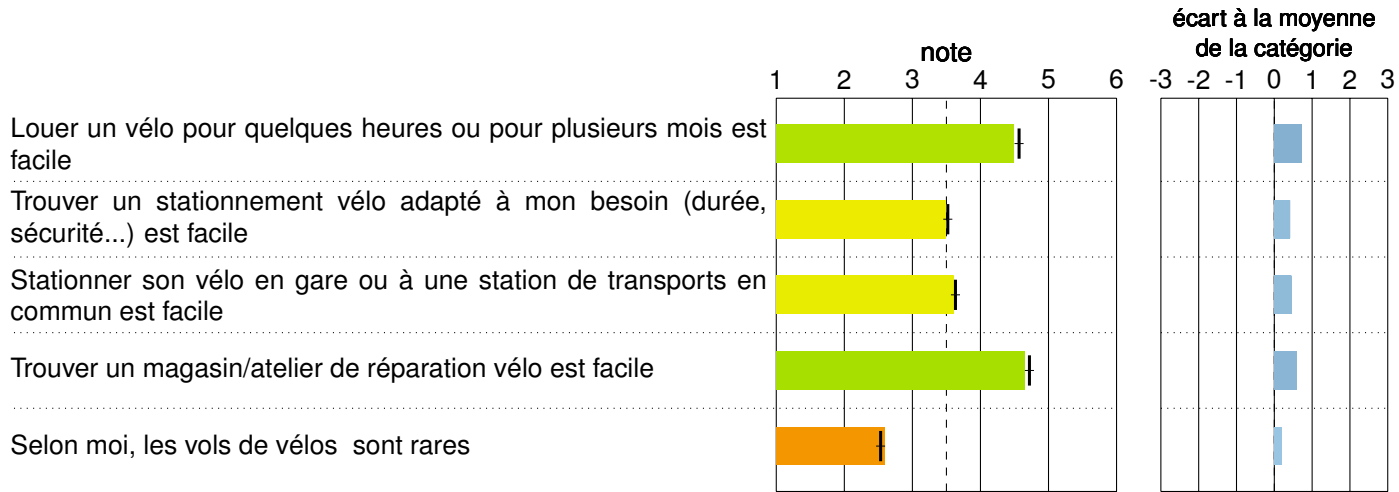 écart à la moyenne
de la catégorie
note
1 2 3 4 5 6
-3 -2 -1 0 1 2 3
Louer un vélo pour quelques heures ou pour plusieurs mois est
facile
Trouver un stationnement vélo adapté à mon besoin (durée,
sécurité...) est facile
Stationner son vélo en gare ou à une station de transports en
commun est facile
Trouver un magasin/atelier de réparation vélo est facile
Selon moi, les vols de vélos sont rares